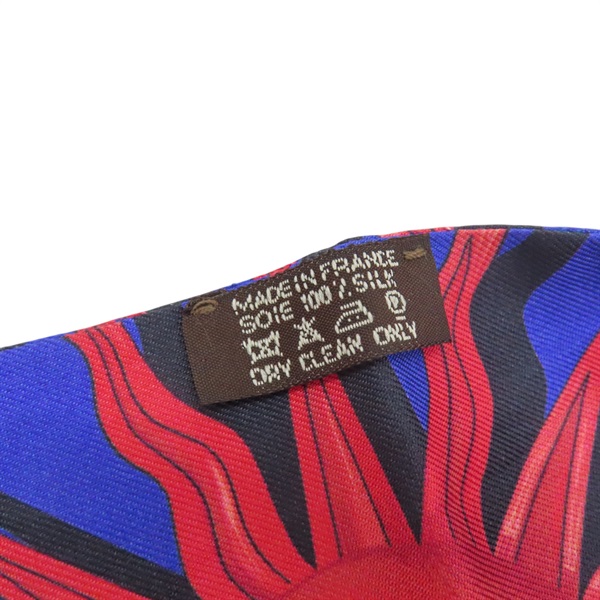 MADE IN FRANCE
SOIE 100 % SILK
P
DRY CLEAN ONLY